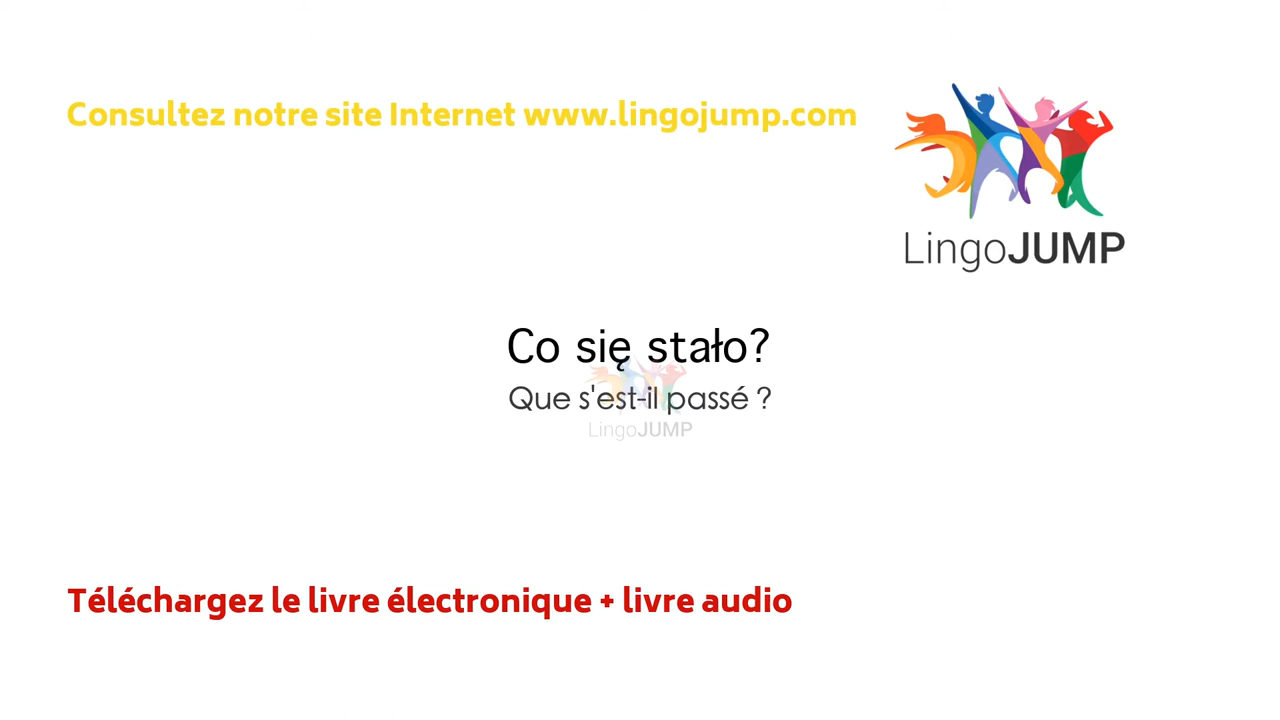 Consultez notre site Internet www.lingojump.com
LingoJUMP
Co się stało?
Que s'est-il passé ?
LingoJUMP
Téléchargez le livre électronique + livre audio